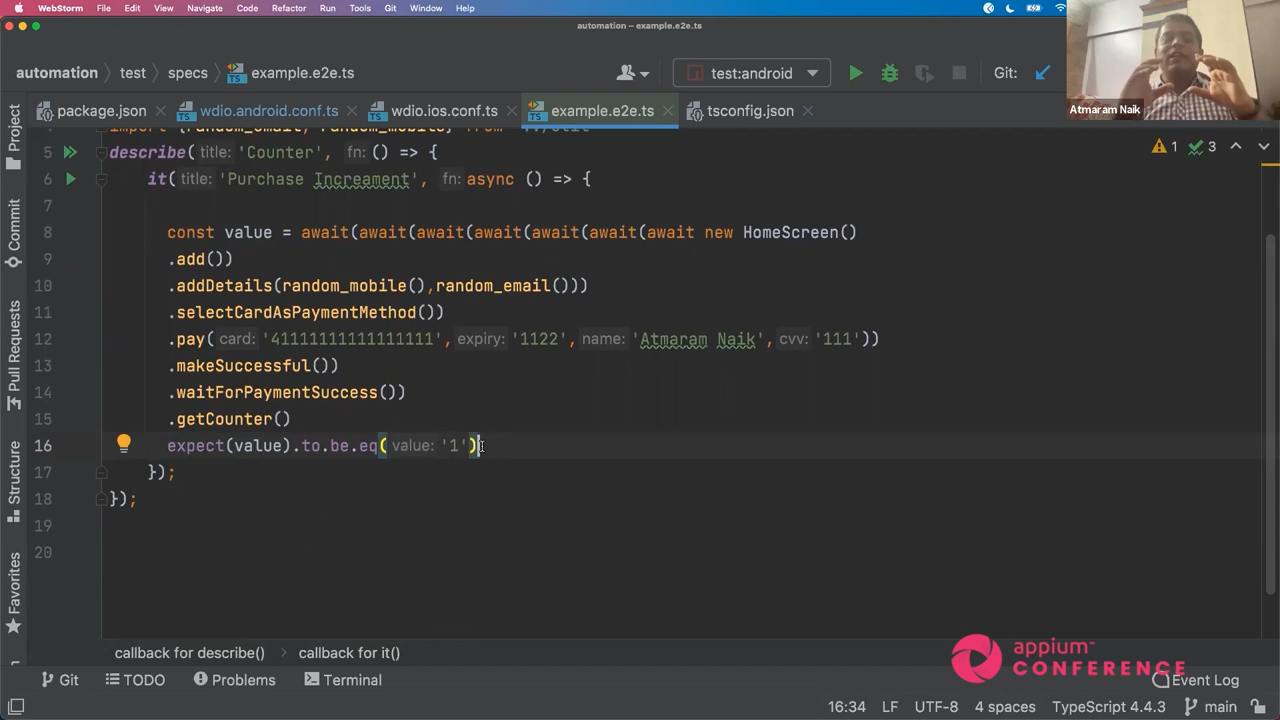 WebStorm File Edit View Navigate Code Refactor Run Tools Git Window Help
automation – example.e2e.ts
automation test specs example.e2e.ts test:android Git:
Atmaram Naik
package.json wdio.android.conf.ts wdio.ios.conf.ts example.e2e.ts tsconfig.json
Project
Commit
Pull Requests
Structure
Favorites
1 3
import {random_email, random_mobile} from "../util"
5 describe( title: 'Counter', fn: () => {
6 it( title: 'Purchase Increament', fn: async () => {
7
8 const value = await(await(await(await(await(await(await new HomeScreen()
9 .add())
10 .addDetails(random_mobile(),random_email()))
11 .selectCardAsPaymentMethod())
12 .pay( card: '41111111111111111', expiry: '1122', name: 'Atmaram Naik', cvv: '111'))
13 .makeSuccessful())
14 .waitForPaymentSuccess())
15 .getCounter()
16 expect(value).to.be.eq( value: '1')
17 });
18 });
19
20
callback for describe() callback for it()
appium™
CONFERENCE
Git TODO Problems Terminal Event Log
16:34 LF UTF-8 4 spaces TypeScript 4.4.3 main